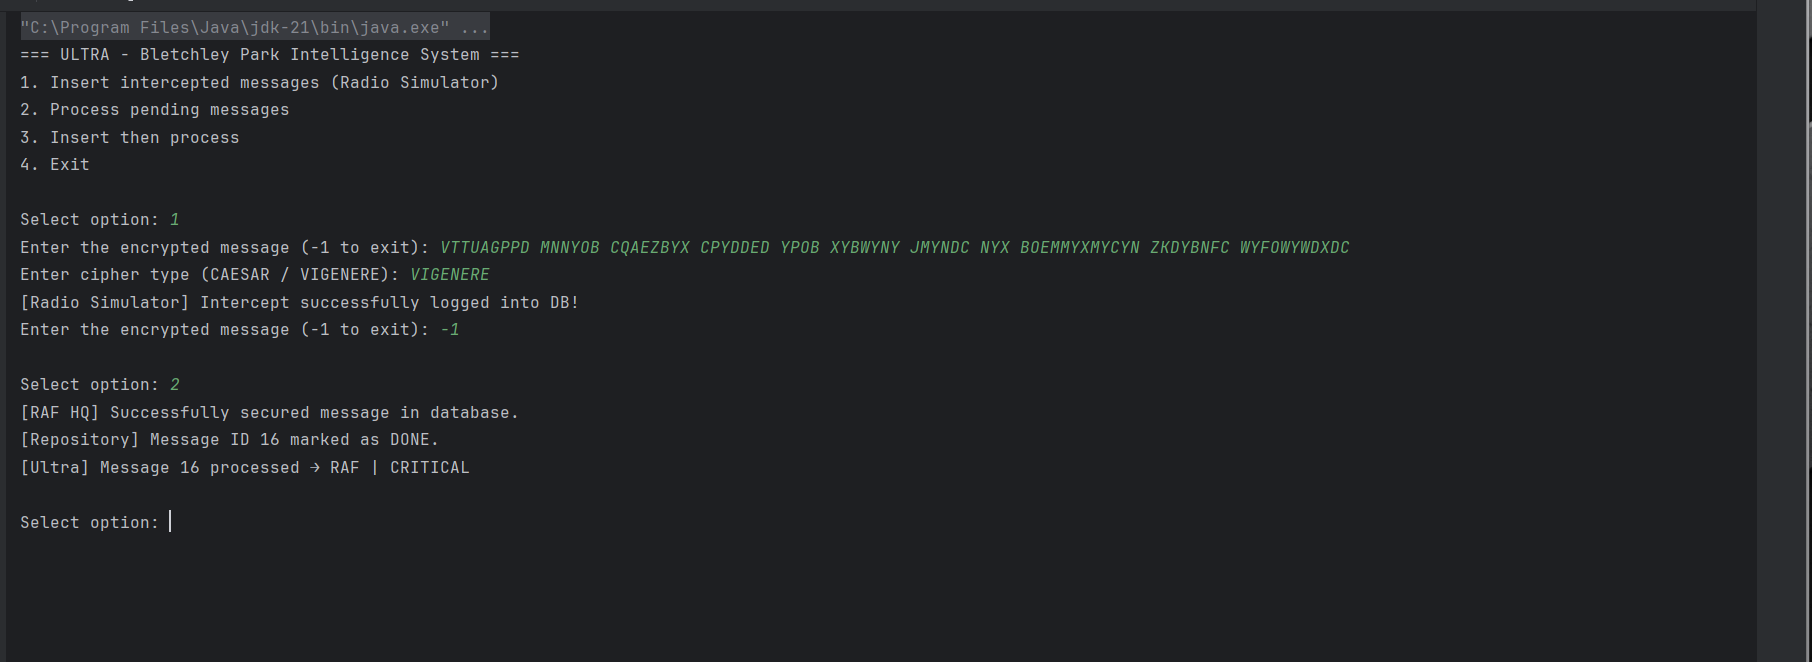 "C:\Program Files\Java\jdk-21\bin\java.exe" ...
=== ULTRA - Bletchley Park Intelligence System ===
1. Insert intercepted messages (Radio Simulator)
2. Process pending messages
3. Insert then process
4. Exit
Select option: 1
Enter the encrypted message (-1 to exit): VTTUAGPPD MNNYOB CQAEZBYX CPYDDED YPOB XYBWYNY JMYNDC NYX BOEMMYXMYCYN ZKDYBNFC WYFOWYWDXDC
Enter cipher type (CAESAR / VIGENERE): VIGENERE
[Radio Simulator] Intercept successfully logged into DB!
Enter the encrypted message (-1 to exit): -1
Select option: 2
[RAF HQ] Successfully secured message in database.
[Repository] Message ID 16 marked as DONE.
[Ultra] Message 16 processed → RAF | CRITICAL
Select option: